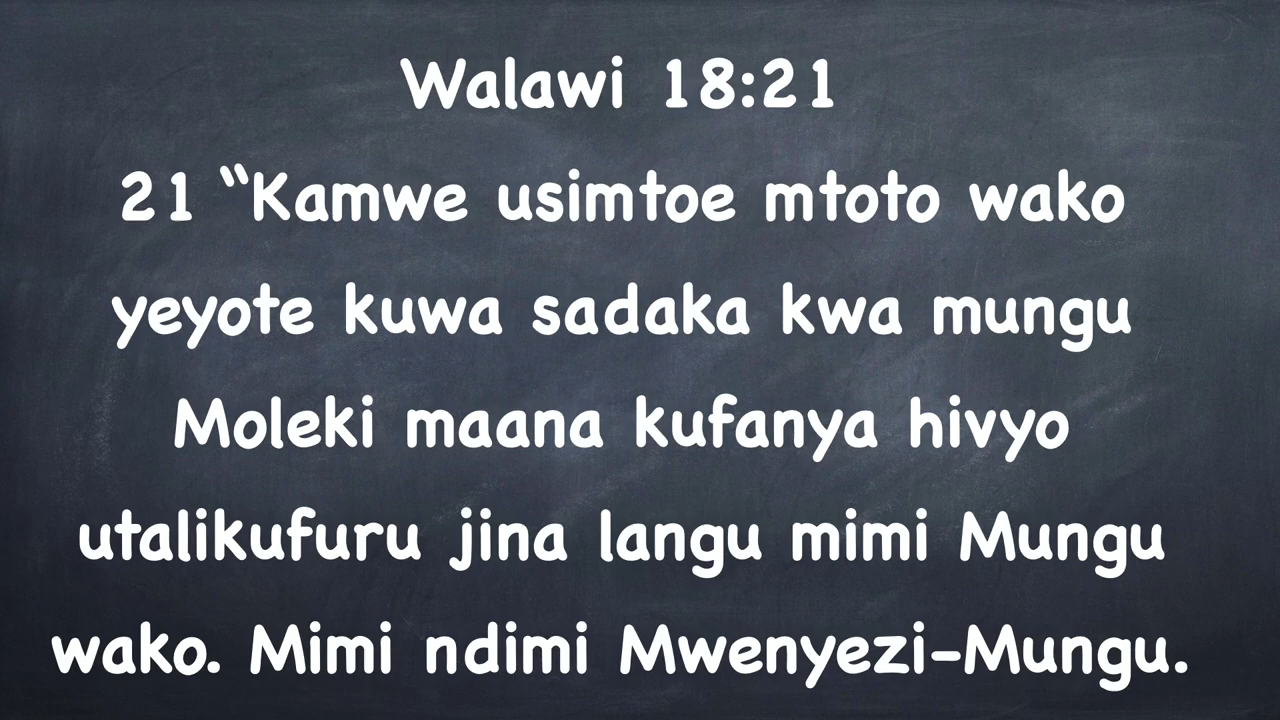 Walawi 18:21
21 “Kamwe usimtoe mtoto wako
yeyote kuwa sadaka kwa mungu
Moleki maana kufanya hivyo
utalikufuru jina langu mimi Mungu
wako. Mimi ndimi Mwenyezi-Mungu.